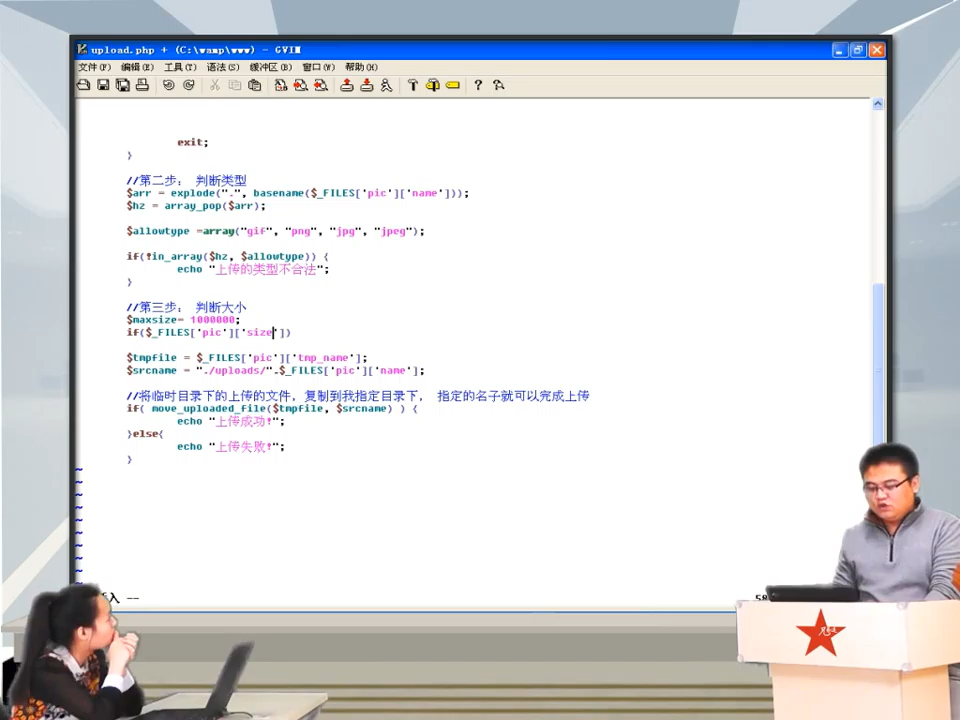 upload.php + (C:\wamp\www) - GVIM
文件(F) 编辑(E) 工具(T) 语法(S) 缓冲区(B) 窗口(W) 帮助(H)
exit;
}
//第二步： 判断类型
$arr = explode(".", basename($_FILES['pic']['name']));
$hz = array_pop($arr);
$allowtype =array("gif", "png", "jpg", "jpeg");
if(!in_array($hz, $allowtype)) {
echo "上传的类型不合法";
}
//第三步： 判断大小
$maxsize= 1000000;
if($_FILES['pic']['size'])
$tmpfile = $_FILES['pic']['tmp_name'];
$srcname = "./uploads/".$_FILES['pic']['name'];
//将临时目录下的上传的文件，复制到我指定目录下， 指定的名子就可以完成上传
if( move_uploaded_file($tmpfile, $srcname) ) {
echo "上传成功!";
}else{
echo "上传失败!";
}
~
~
~
~
~
~
~
~
~
入 --